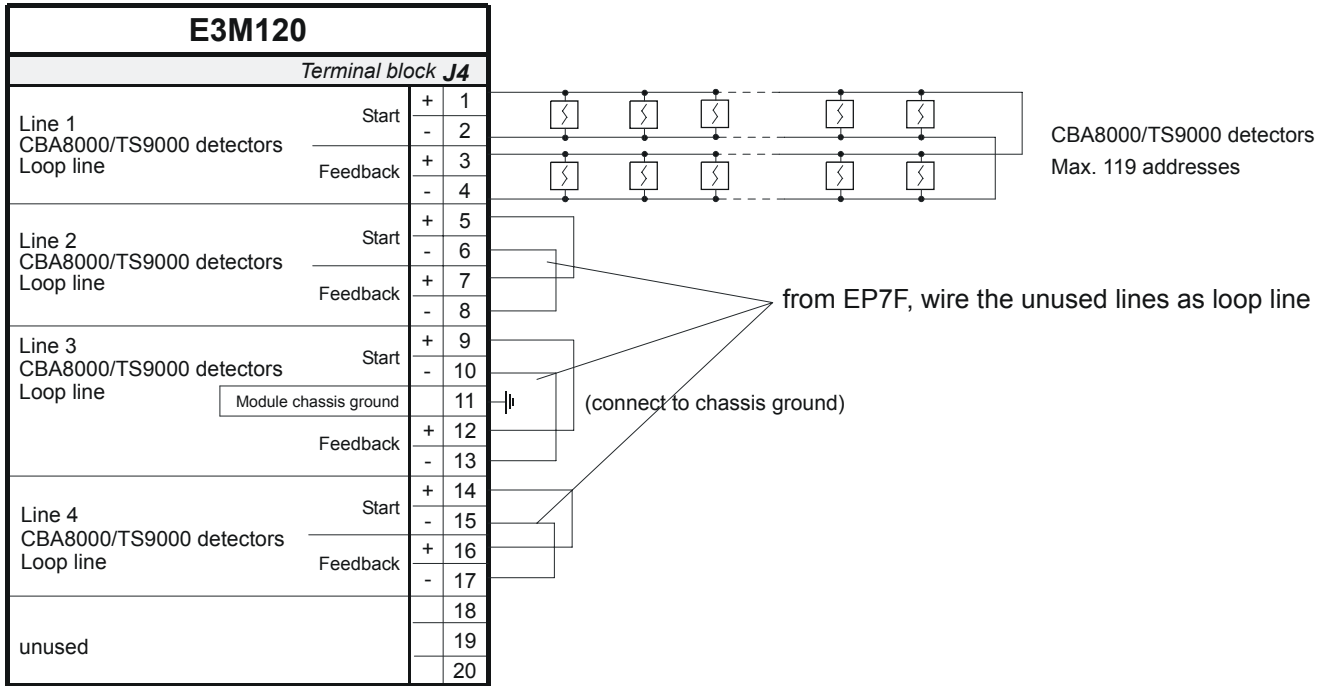 E3M120
Terminal block J4
Line 1
CBA8000/TS9000 detectors
Loop line
Start
+ 1
- 2
Feedback
+ 3
- 4
CBA8000/TS9000 detectors
Max. 119 addresses
Line 2
CBA8000/TS9000 detectors
Loop line
Start
+ 5
- 6
Feedback
+ 7
- 8
from EP7F, wire the unused lines as loop line
Line 3
CBA8000/TS9000 detectors
Loop line
Start
+ 9
- 10
Module chassis ground 11
(connect to chassis ground)
Feedback
+ 12
- 13
Line 4
CBA8000/TS9000 detectors
Loop line
Start
+ 14
- 15
Feedback
+ 16
- 17
unused
18
19
20